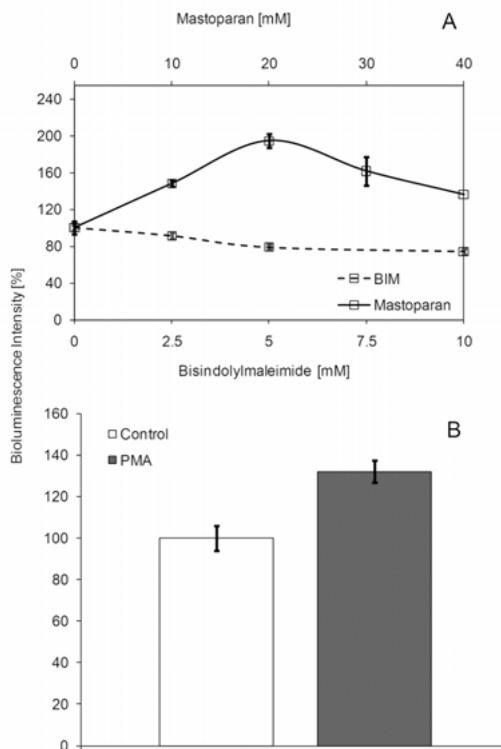 Mastoparan [mM]
A
0 10 20 30 40
240
200
160
120
80
40
0
BIM
Mastoparan
0 2.5 5 7.5 10
Bisindolylmaleimide [mM]
Bioluminescence Intensity [%]
B
160
140
120
100
80
60
40
20
0
Control
PMA